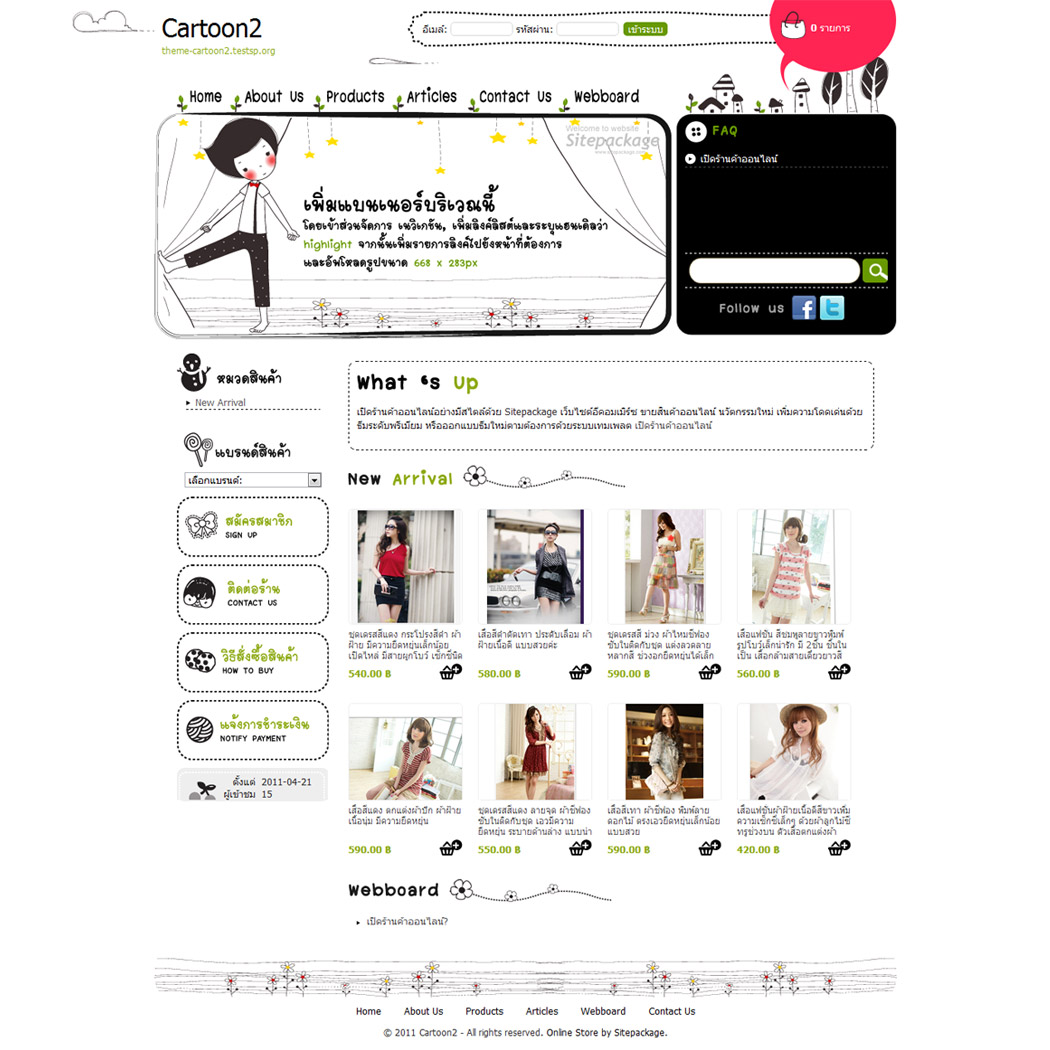 Cartoon2
theme-cartoon2.testsp.org
อีเมล์: รหัสผ่าน: เข้าระบบ
0 รายการ
Home About Us Products Articles Contact Us Webboard
Welcome to website
Sitepackage
เพิ่มแบนเนอร์บริเวณนี้
โดยเข้าส่วนจัดการ เนวิเกชัน, เพิ่มลิงค์ลิสต์และระบุแฮนเดิลว่า
highlight จากนั้นเพิ่มรายการลิงค์ไปยังหน้าที่ต้องการ
และอัพโหลดรูปขนาด 668 x 283px
FAQ
เปิดร้านค้าออนไลน์
Follow us
หมวดสินค้า
New Arrival
แบรนด์สินค้า
เลือกแบรนด์:
สมัครสมาชิก
SIGN UP
ติดต่อร้าน
CONTACT US
วิธีสั่งซื้อสินค้า
HOW TO BUY
แจ้งการชำระเงิน
NOTIFY PAYMENT
ตั้งแต่ 2011-04-21
ผู้เข้าชม 15
What ‘s Up
เปิดร้านค้าออนไลน์อย่างมีสไตล์ด้วย Sitepackage เว็บไซต์อีคอมเมิร์ซ ขายสินค้าออนไลน์ นวัตกรรมใหม่ เพิ่มความโดดเด่นด้วย
ธีมระดับพรีเมียม หรือออกแบบธีมใหม่ตามต้องการด้วยระบบเทมเพลต เปิดร้านค้าออนไลน์
New Arrival
ชุดเดรสสีแดง กระโปรงสีดำ ผ้า
ฝ้าย มีความยืดหยุ่นเล็กน้อย
เปิดไหล่ มีสายผูกโบว์ เซ็กซี่นิด
540.00 ฿
เสื้อสีดำตัดเทา ประดับเลื่อม ผ้า
ฝ้ายเนื้อดี แบบสวยค่ะ
580.00 ฿
ชุดเดรสสี ม่วง ผ้าไหมชีฟอง
ซับในติดกับชุด แต่งลวดลาย
หลากสี ช่วงอกยืดหยุ่นได้เล็ก
590.00 ฿
เสื้อแฟชั่น สีชมพูลายขาวพิมพ์
รูปโบว์เล็กน่ารัก มี 2ชิ้น ชั้นใน
เป็น เสื้อกล้ามสายเดี่ยวยาวสี
560.00 ฿
เสื้อสีแดง ตกแต่งผ้าปัก ผ้าฝ้าย
เนื้อนุ่ม มีความยืดหยุ่น
590.00 ฿
ชุดเดรสสีแดง ลายจุด ผ้าชีฟอง
ซับในติดกับชุด เอวมีความ
ยืดหยุ่น ระบายด้านล่าง แบบน่า
550.00 ฿
เสื้อสีเทา ผ้าชีฟอง พิมพ์ลาย
ดอกไม้ ตรงเอวยืดหยุ่นเล็กน้อย
แบบสวย
590.00 ฿
เสื้อแฟชั่นผ้าฝ้ายเนื้อดีสีขาวเพิ่ม
ความเซ็กซี่เล็กๆ ด้วยผ้าลูกไม้ซี
ทรูช่วงบน ตัวเสื้อตกแต่งผ้า
420.00 ฿
Webboard
เปิดร้านค้าออนไลน์?
Home About Us Products Articles Webboard Contact Us
© 2011 Cartoon2 - All rights reserved. Online Store by Sitepackage.